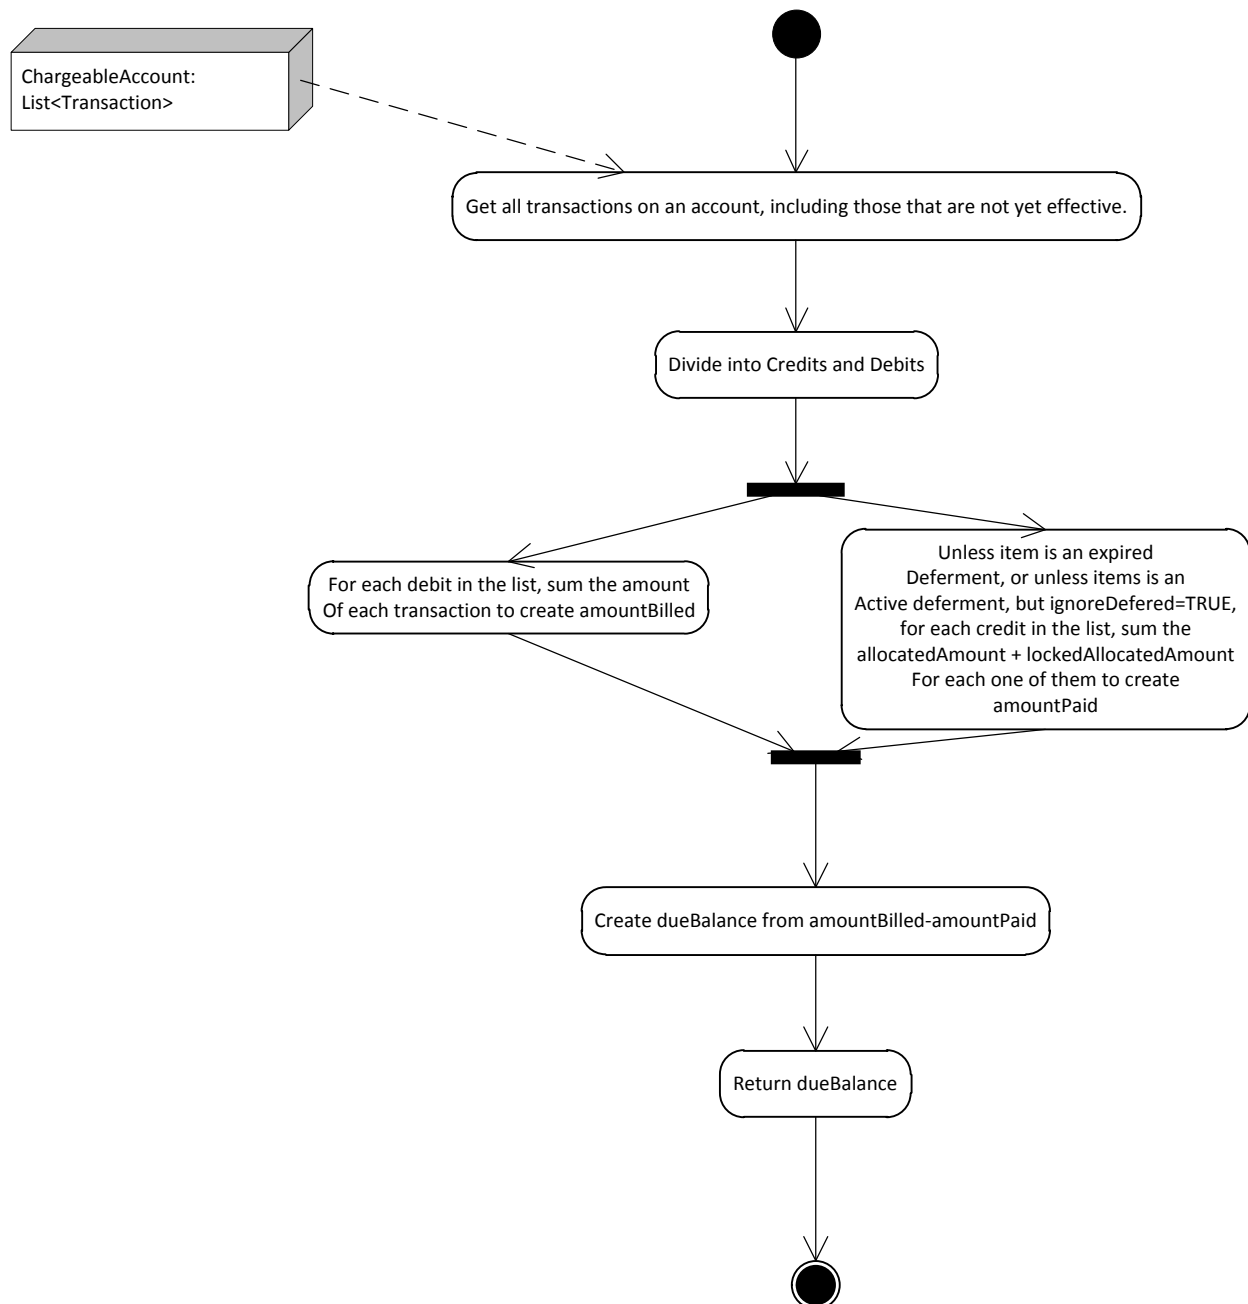 ChargeableAccount:
List<Transaction>
Get all transactions on an account, including those that are not yet effective.
Divide into Credits and Debits
For each debit in the list, sum the amount
Of each transaction to create amountBilled
Unless item is an expired
Deferment, or unless items is an
Active deferment, but ignoreDefered=TRUE,
for each credit in the list, sum the
allocatedAmount + lockedAllocatedAmount
For each one of them to create
amountPaid
Create dueBalance from amountBilled-amountPaid
Return dueBalance